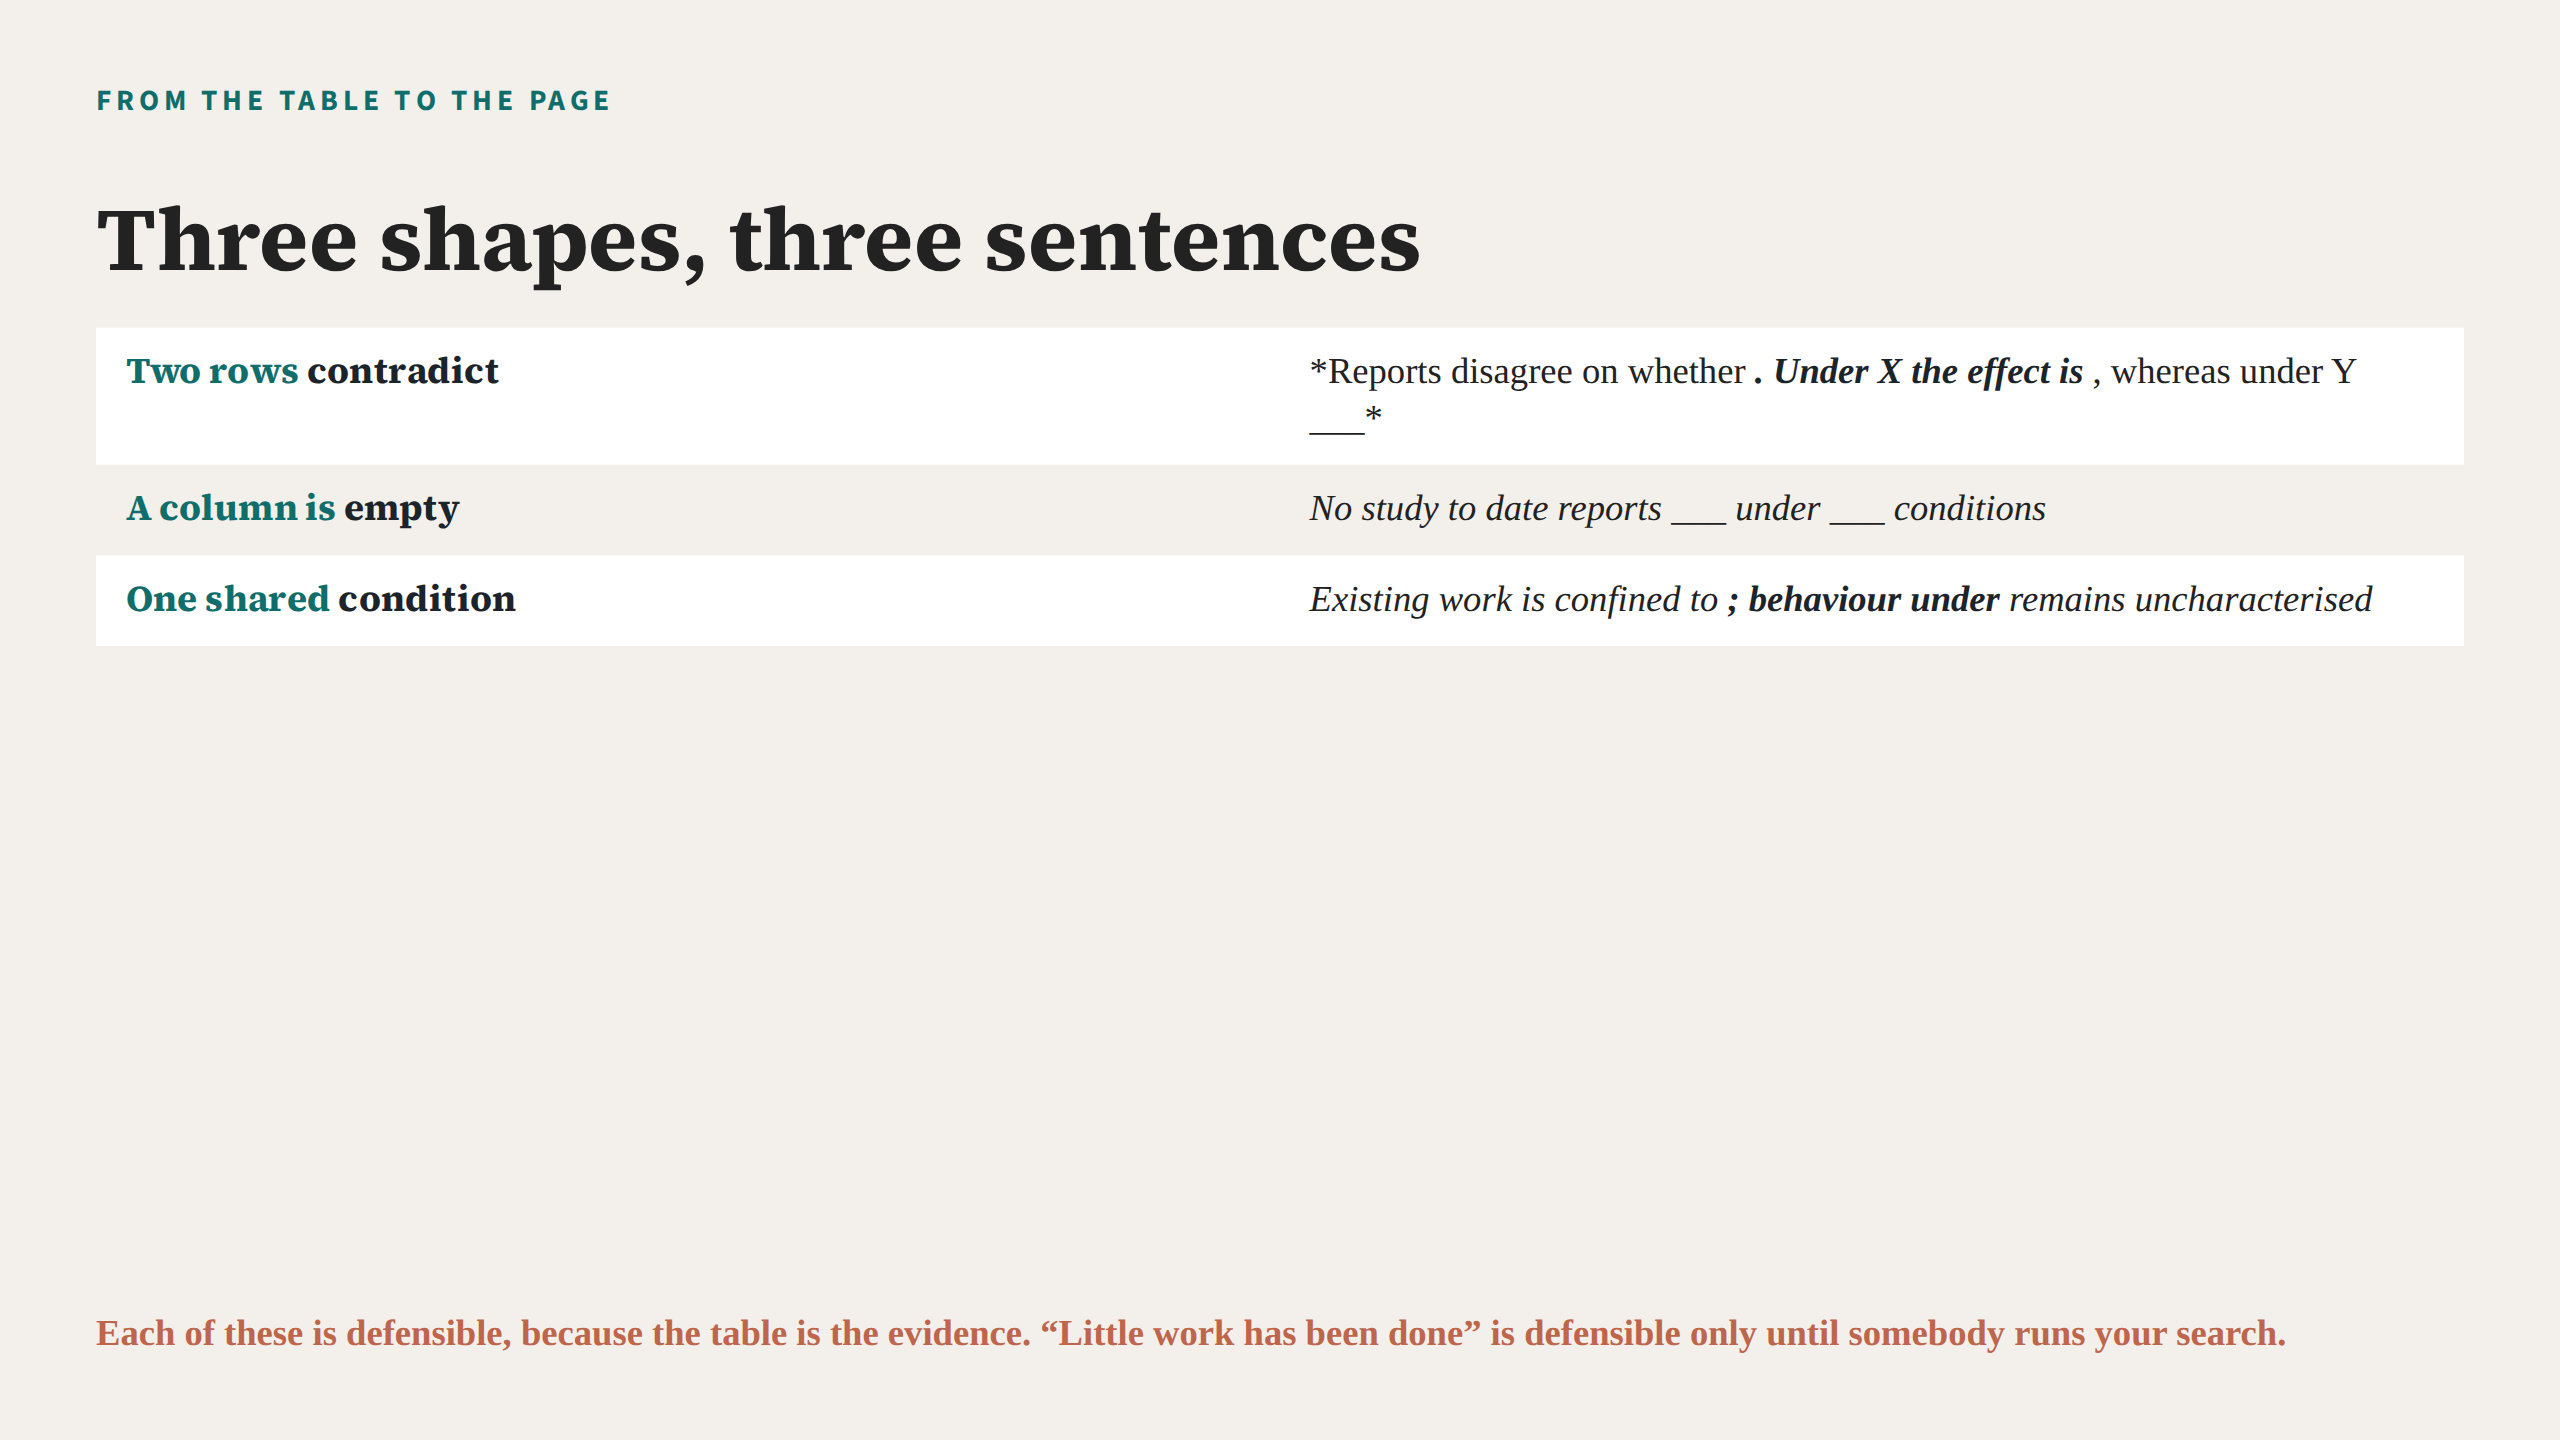 FROM THE TABLE TO THE PAGE
Three shapes, three sentences
Two rows contradict
*Reports disagree on whether . Under X the effect is , whereas under Y
___*
A column is empty
No study to date reports ___ under ___ conditions
One shared condition
Existing work is confined to ; behaviour under remains uncharacterised
Each of these is defensible, because the table is the evidence. “Little work has been done” is defensible only until somebody runs your search.